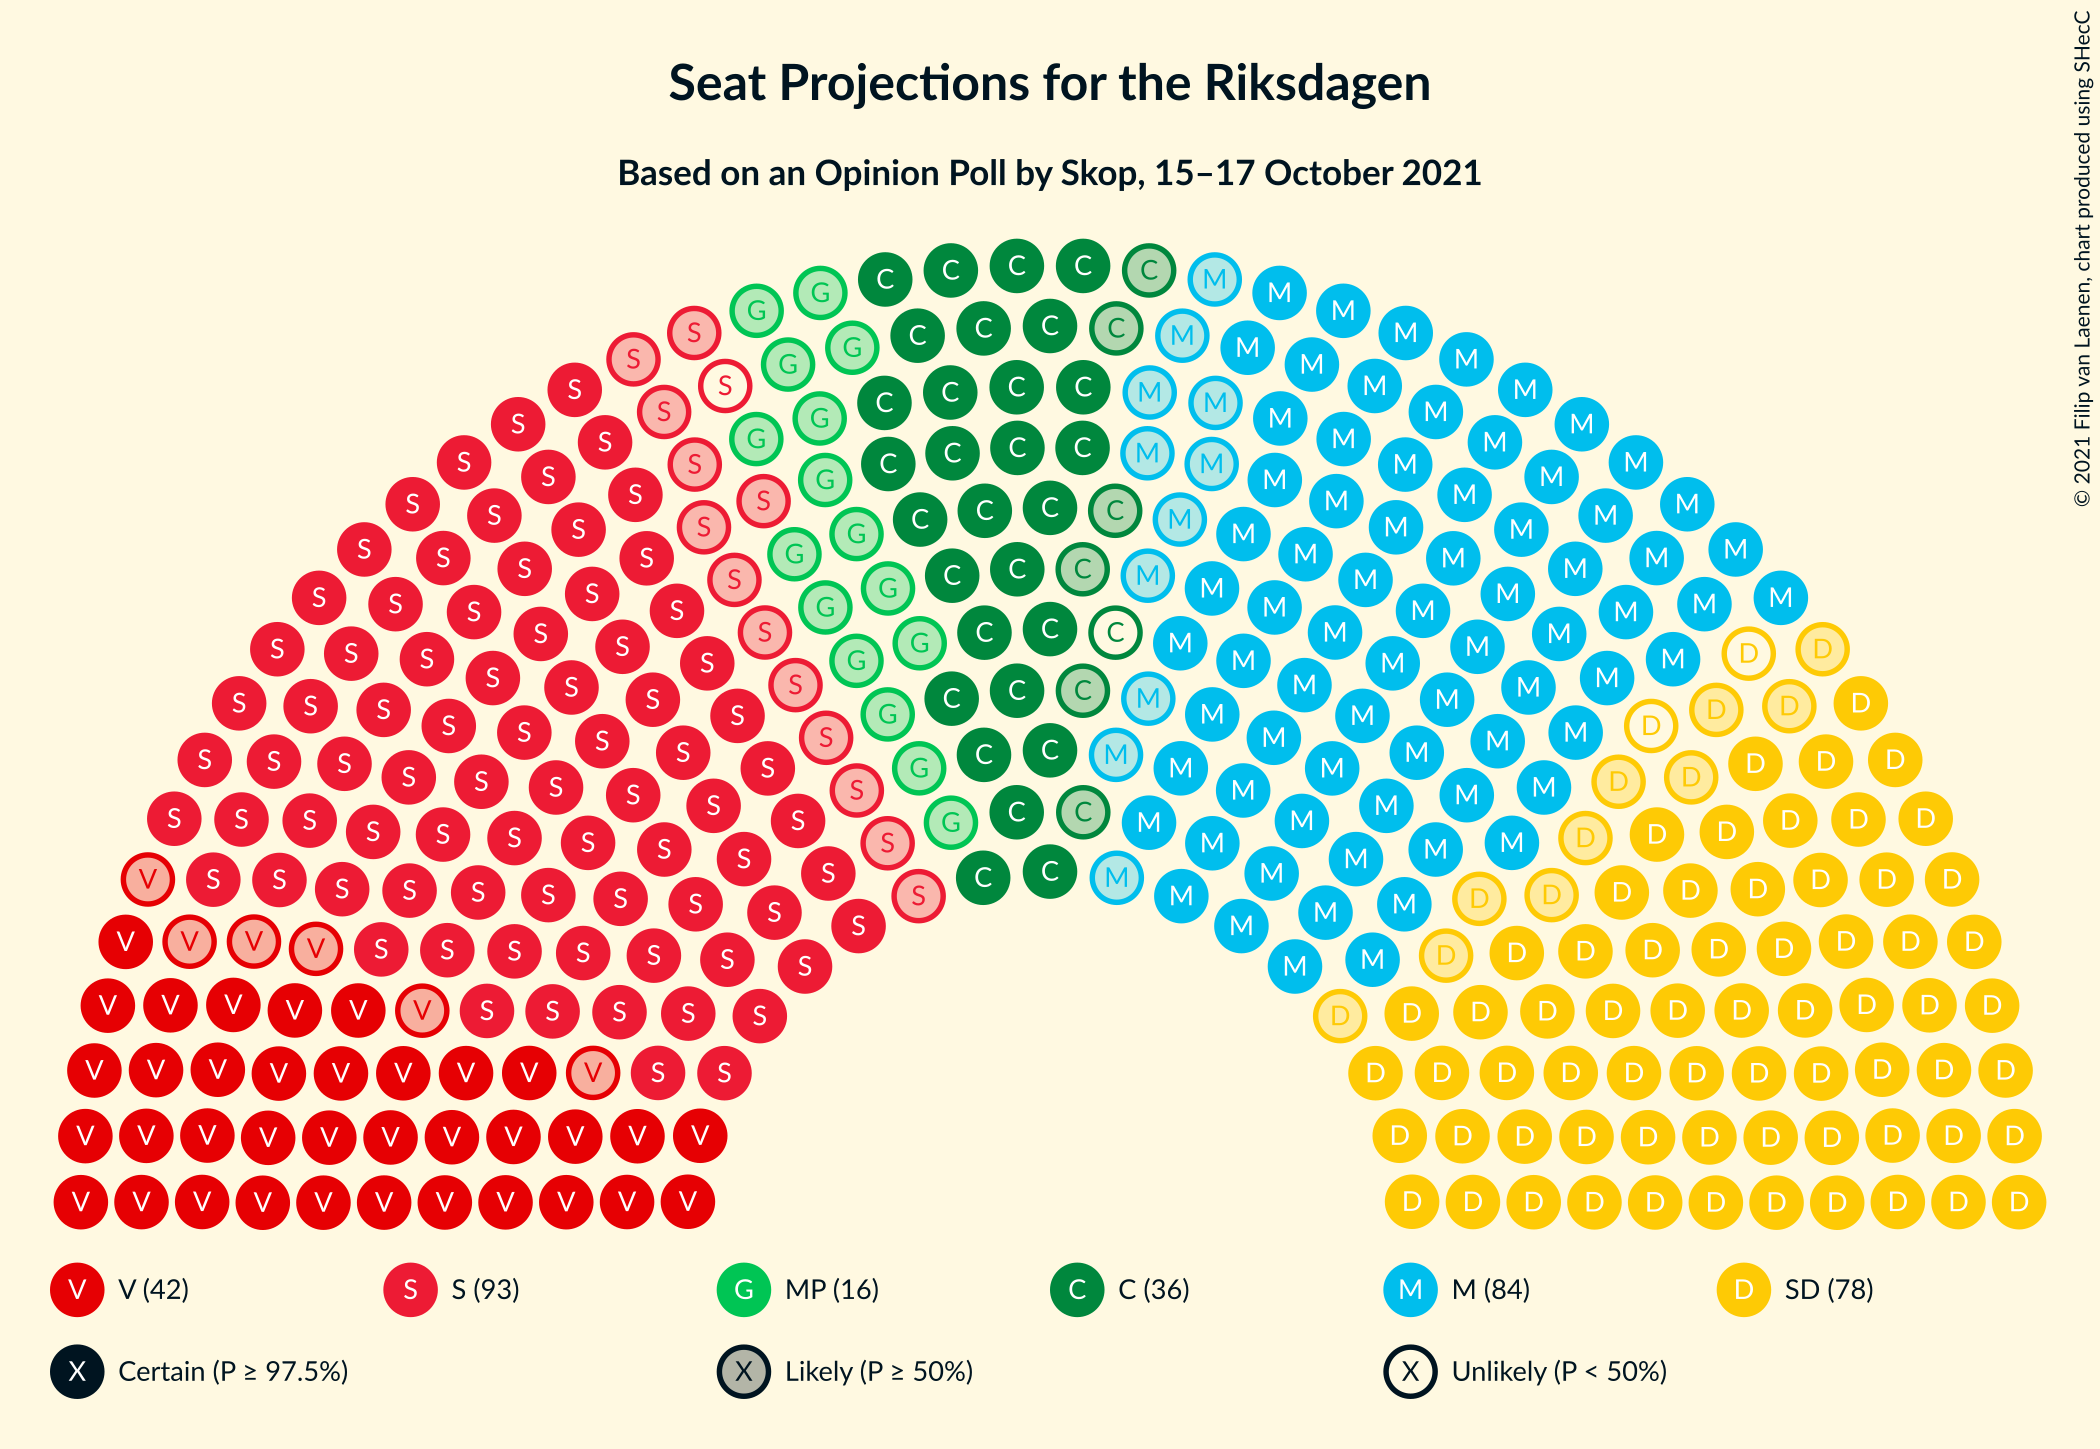 Seat Projections for the Riksdagen
Based on an Opinion Poll by Skop, 15–17 October 2021
© 2021 Filip van Laenen, chart produced using SHecC
V V (42)
S S (93)
G MP (16)
C C (36)
M M (84)
D SD (78)
X Certain (P ≥ 97.5%)
X Likely (P ≥ 50%)
X Unlikely (P < 50%)